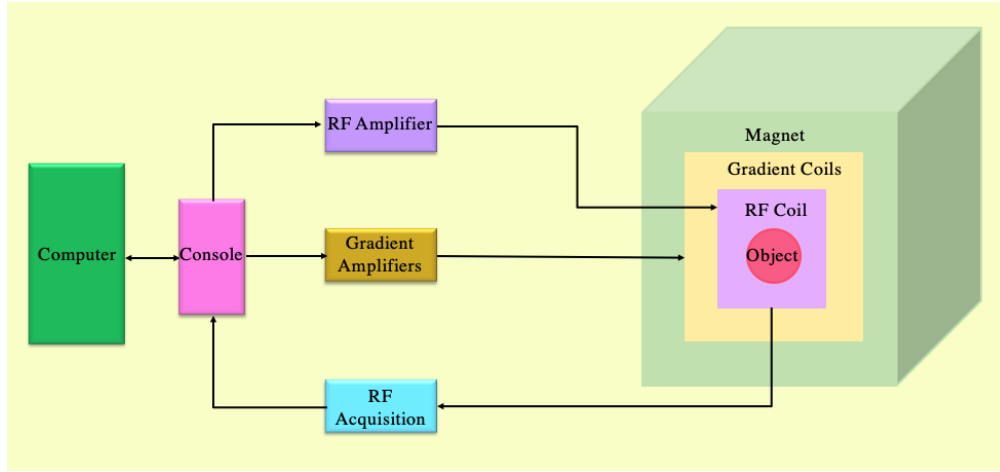 RF Amplifier
Magnet
Gradient Coils
RF Coil
Computer
Console
Gradient
Amplifiers
Object
RF
Acquisition